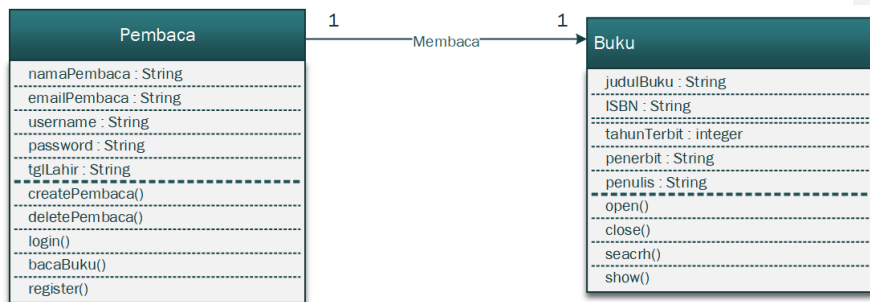 Pembaca
namaPembaca : String
emailPembaca : String
username : String
password : String
tglLahir : String
createPembaca()
deletePembaca()
login()
bacaBuku()
register()
1
Membaca
1
Buku
judulBuku : String
ISBN : String
tahunTerbit : integer
penerbit : String
penulis : String
open()
close()
seacrh()
show()